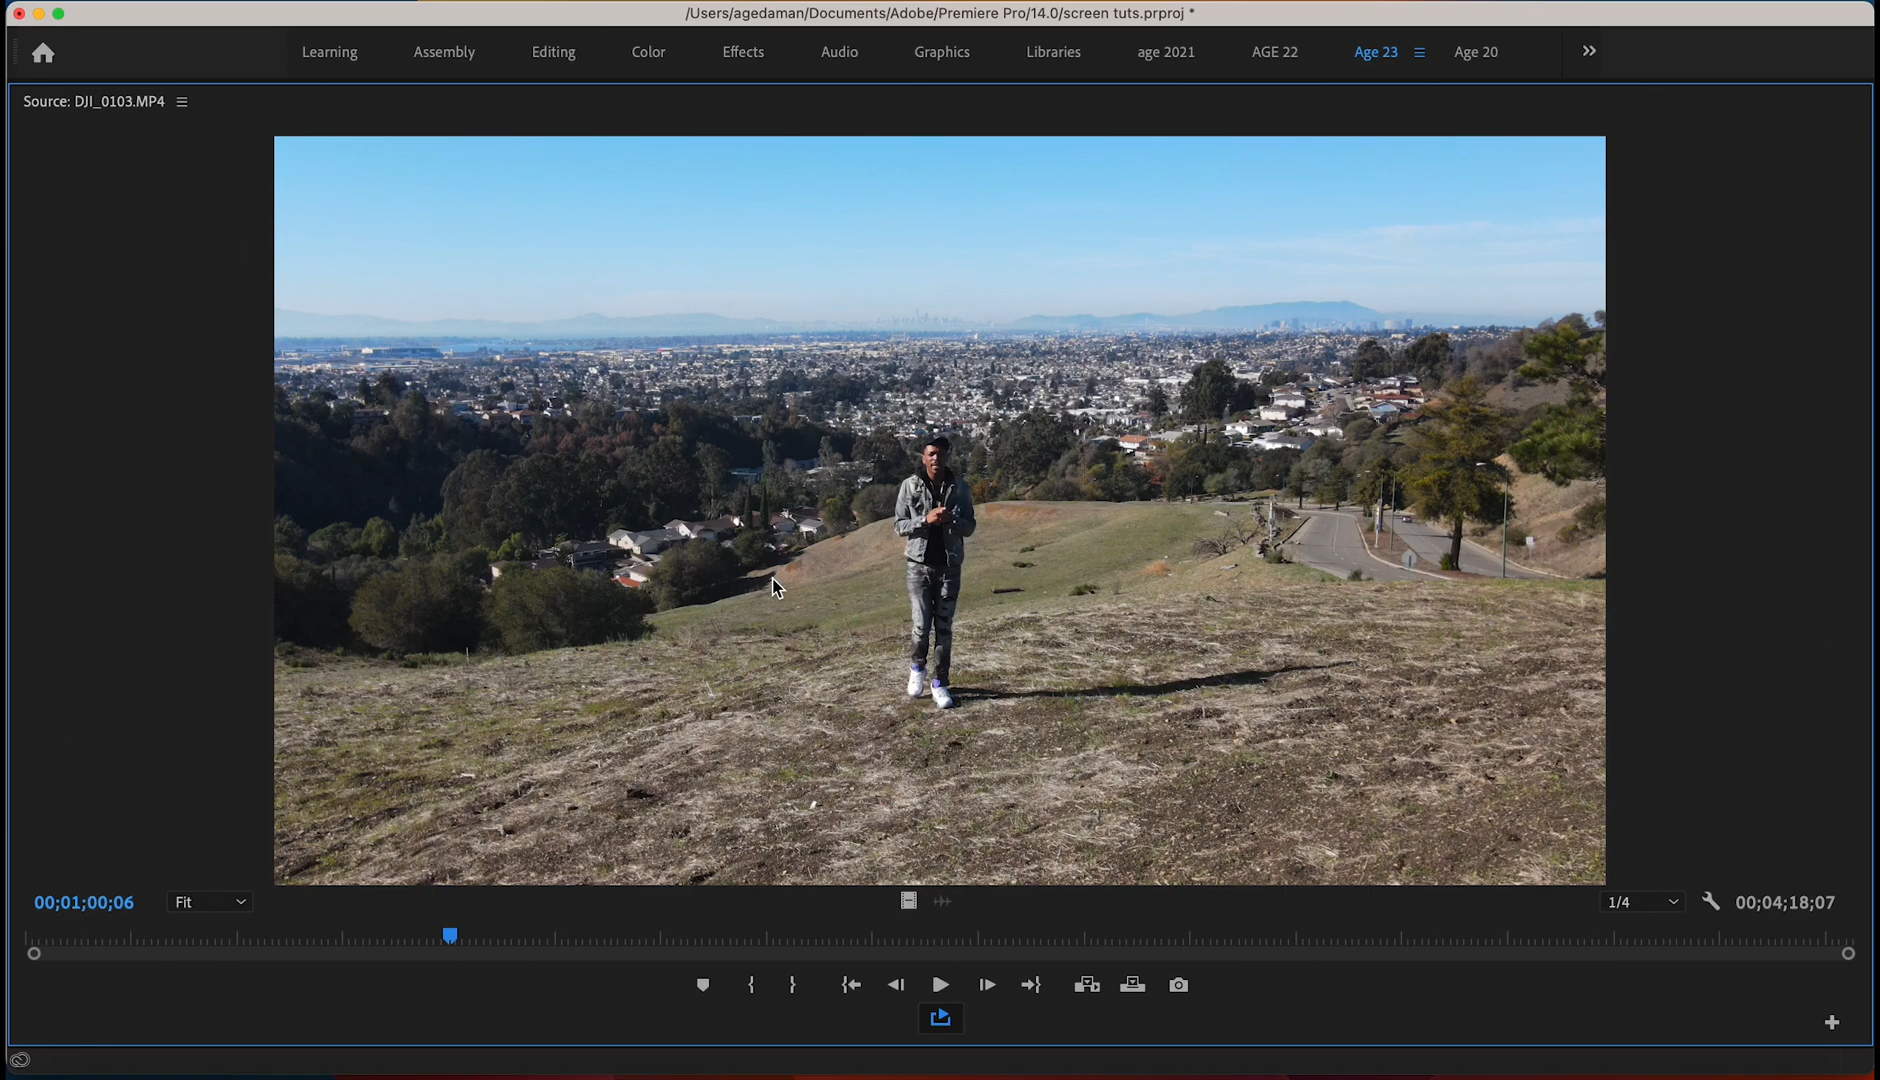 /Users/agedaman/Documents/Adobe/Premiere Pro/14.0/screen tuts.prproj *
Learning Assembly Editing Color Effects Audio Graphics Libraries age 2021 AGE 22 Age 23 Age 20
Source: DJI_0103.MP4
00;01;00;06 Fit 1/4 00;04;18;07